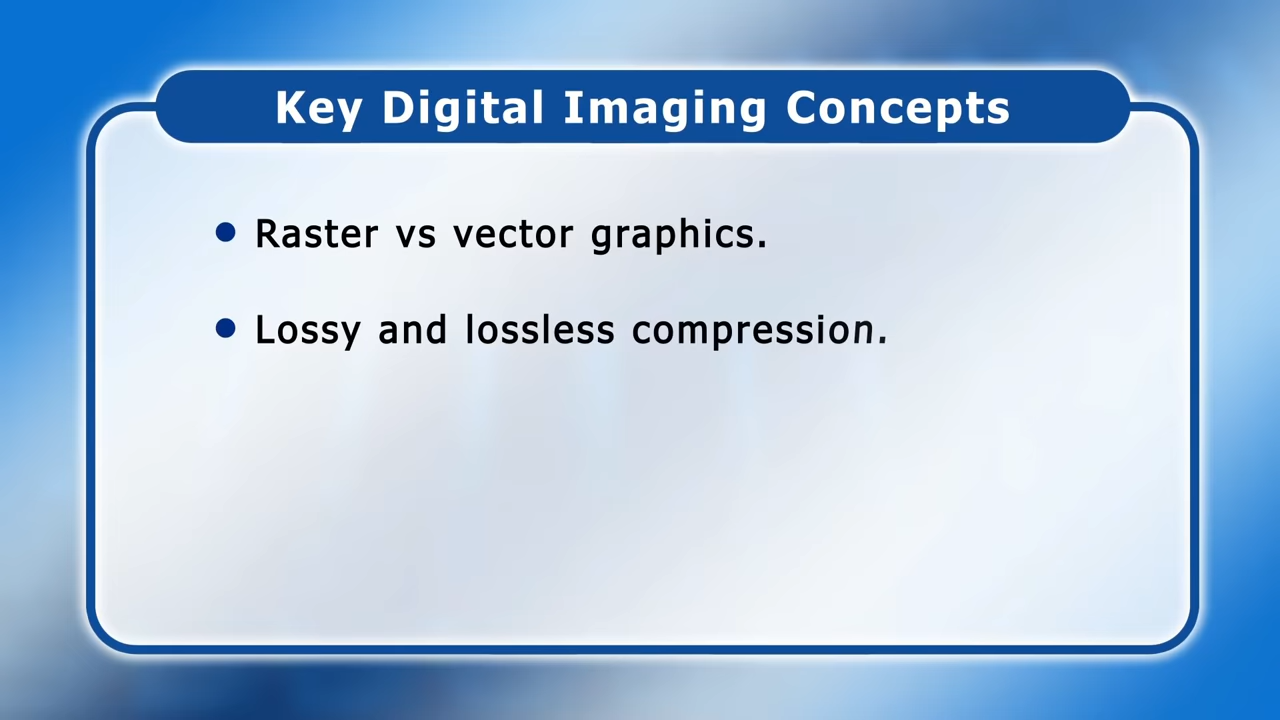 Key Digital Imaging Concepts
• Raster vs vector graphics.
• Lossy and lossless compression.